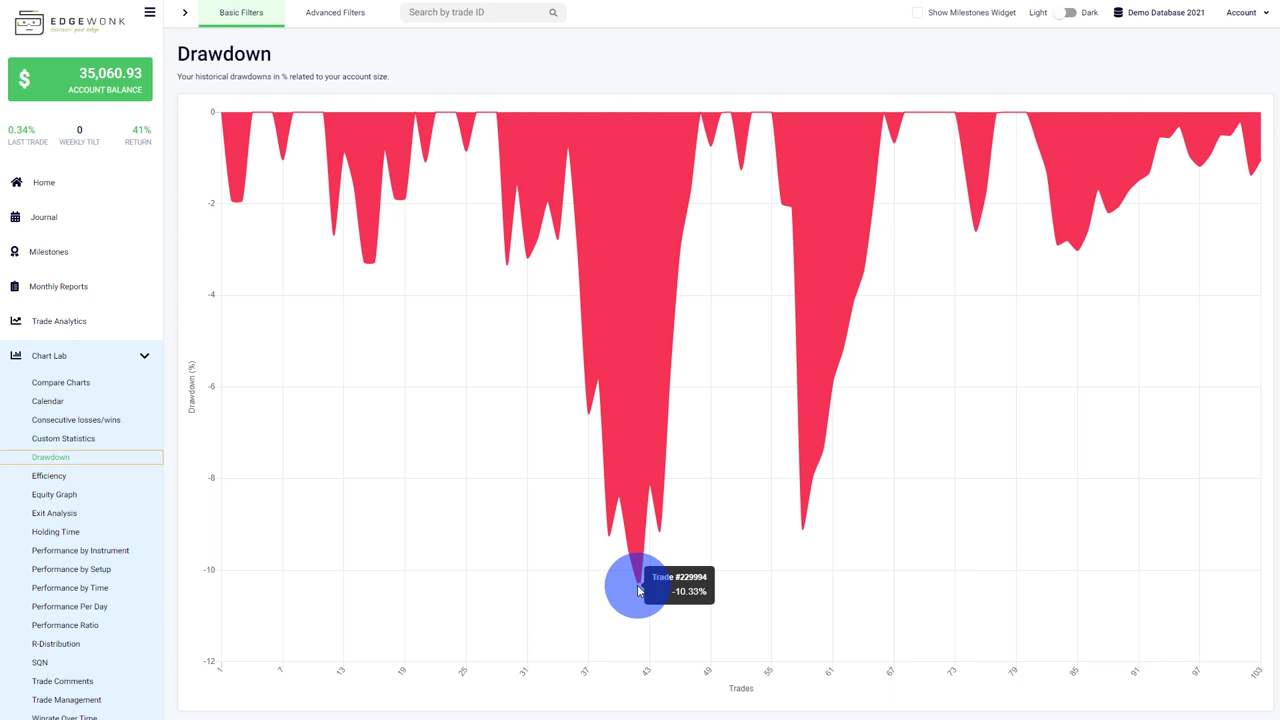 EDGEWONK
discover your edge
Basic Filters
Advanced Filters
Search by trade ID
Show Milestones Widget
Light
Dark
Demo Database 2021
Account
$
35,060.93
ACCOUNT BALANCE
0.34%
LAST TRADE
0
WEEKLY TILT
41%
RETURN
Home
Journal
Milestones
Monthly Reports
Trade Analytics
Chart Lab
Compare Charts
Calendar
Consecutive losses/wins
Custom Statistics
Drawdown
Efficiency
Equity Graph
Exit Analysis
Holding Time
Performance by Instrument
Performance by Setup
Performance by Time
Performance Per Day
Performance Ratio
R-Distribution
SQN
Trade Comments
Trade Management
Winrate Over Time
Drawdown
Your historical drawdowns in % related to your account size.
0
-2
-4
-6
-8
-10
-12
Drawdown (%)
Trade #229994
-10.33%
1 7 13 19 25 31 37 43 49 55 61 67 73 79 85 91 97 103
Trades